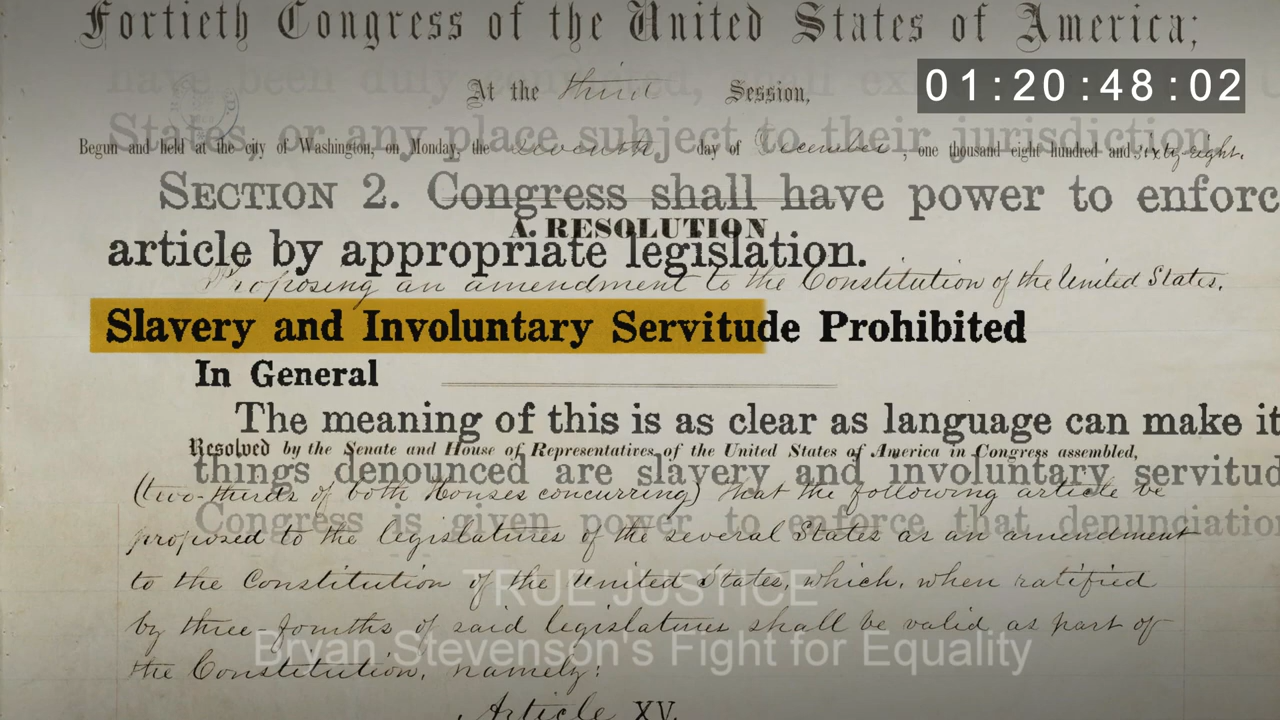 Fortieth Congress of the United States of America;
have been duly convicted, shall ex
At the third Session,
01:20:48:02
States, or any place subject to their jurisdiction.
Begun and held at the city of Washington, on Monday, the seventh day of December, one thousand eight hundred and sixty-eight.
SECTION 2. Congress shall have power to enforc
A RESOLUTION
article by appropriate legislation.
Proposing an amendment to the Constitution of the United States.
Slavery and Involuntary Servitude Prohibited
In General
The meaning of this is as clear as language can make it
Resolved by the Senate and House of Representatives of the United States of America in Congress assembled,
things denounced are slavery and involuntary servitud
(two-thirds of both Houses concurring) that the following article be
Congress is given power to enforce that denunciation
proposed to the legislatures of the several States as an amendment
to the Constitution of the United States, which, when ratified
TRUE JUSTICE
by three-fourths of said legislatures shall be valid as part of
Bryan Stevenson's Fight for Equality
the Constitution, namely:
Article XV.